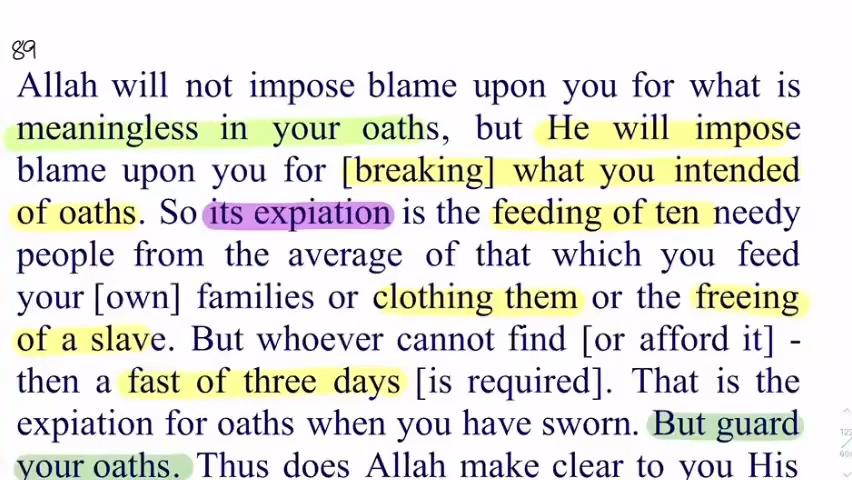 89
Allah will not impose blame upon you for what is
meaningless in your oaths, but He will impose
blame upon you for [breaking] what you intended
of oaths. So its expiation is the feeding of ten needy
people from the average of that which you feed
your [own] families or clothing them or the freeing
of a slave. But whoever cannot find [or afford it] -
then a fast of three days [is required]. That is the
expiation for oaths when you have sworn. But guard
your oaths. Thus does Allah make clear to you His